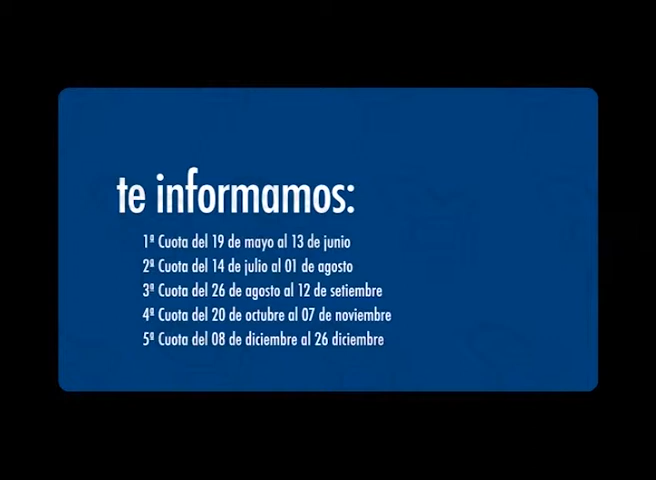 te informamos:
1ª Cuota del 19 de mayo al 13 de junio
2ª Cuota del 14 de julio al 01 de agosto
3ª Cuota del 26 de agosto al 12 de setiembre
4ª Cuota del 20 de octubre al 07 de noviembre
5ª Cuota del 08 de diciembre al 26 diciembre